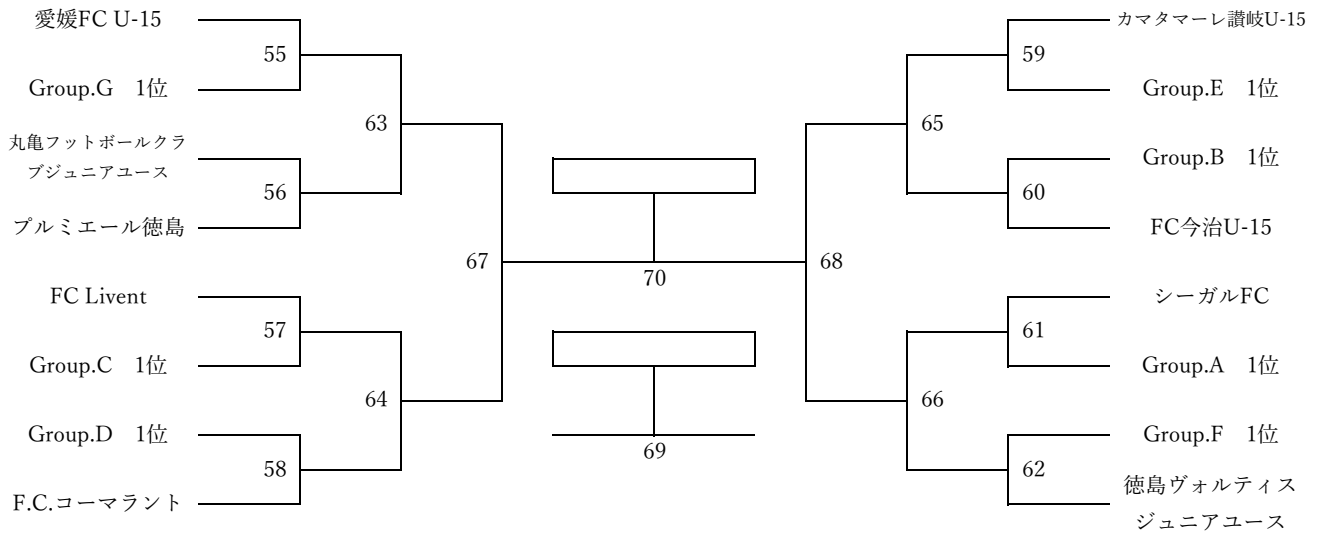 愛媛FC U-15
55
Group.G　1位
63
丸亀フットボールクラ
ブジュニアユース
56
プルミエール徳島
67
FC Livent
57
Group.C　1位
64
Group.D　1位
58
F.C.コーマラント
70
69
カマタマーレ讃岐U-15
59
Group.E　1位
65
Group.B　1位
60
FC今治U-15
68
シーガルFC
61
Group.A　1位
66
Group.F　1位
62
徳島ヴォルティス
ジュニアユース